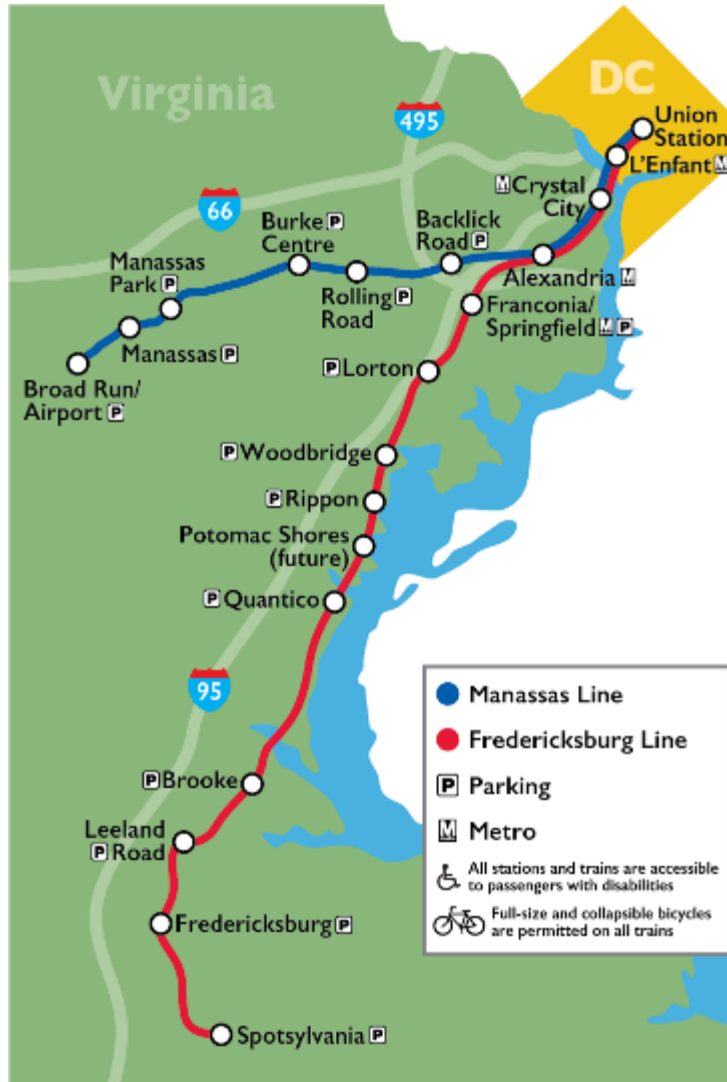 Virginia
DC
Union
Station
L'Enfant M
495
M Crystal
City
66
Burke P
Centre
Backlick
Road P
Manassas
Park P
Rolling P
Road
Alexandria M
Franconia/
Springfield M P
Manassas P
P Lorton
Broad Run/
Airport P
P Woodbridge
P Rippon
Potomac Shores
(future)
P Quantico
95
P Brooke
Leeland
P Road
Fredericksburg P
Spotsylvania P
Manassas Line
Fredericksburg Line
P Parking
M Metro
All stations and trains are accessible
to passengers with disabilities
Full-size and collapsible bicycles
are permitted on all trains